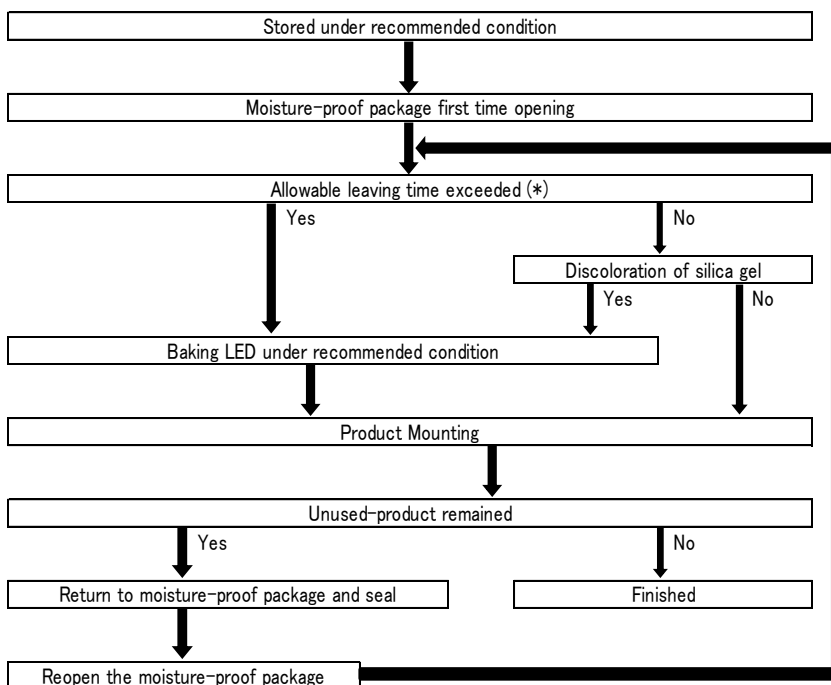 Stored under recommended condition
Moisture-proof package first time opening
Allowable leaving time exceeded (*)
Yes
No
Discoloration of silica gel
Yes
No
Baking LED under recommended condition
Product Mounting
Unused-product remained
Yes
No
Return to moisture-proof package and seal
Finished
Reopen the moisture-proof package